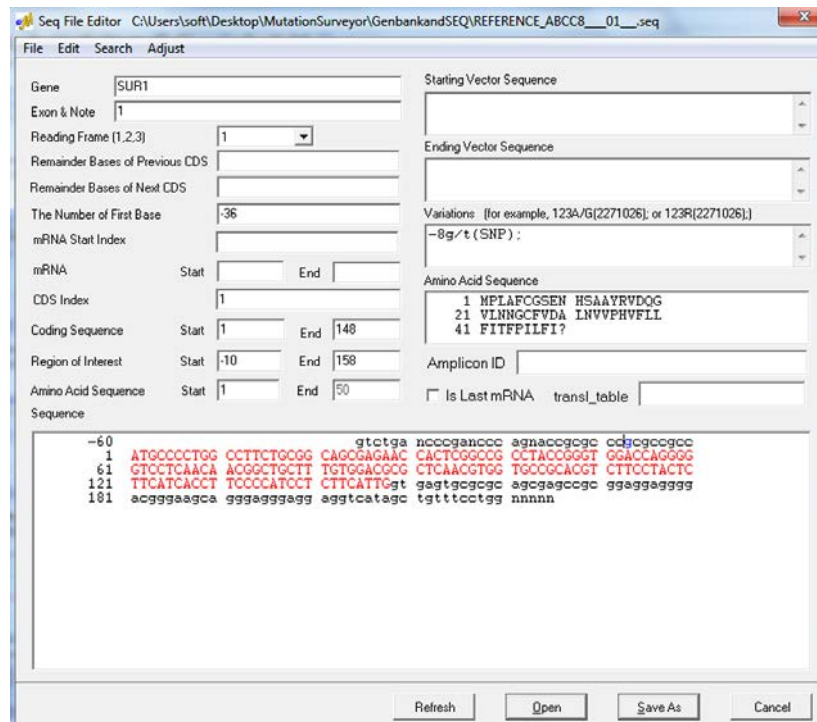 Seq File Editor C:\Users\soft\Desktop\MutationSurveyor\GenbankandSEQ\REFERENCE_ABCC8___01__.seq
File Edit Search Adjust
Gene SUR1
Exon & Note 1
Reading Frame (1,2,3) 1
Remainder Bases of Previous CDS
Remainder Bases of Next CDS
The Number of First Base -36
mRNA Start Index
mRNA Start End
CDS Index 1
Coding Sequence Start 1 End 148
Region of Interest Start -10 End 158
Amino Acid Sequence Start 1 End 50
Starting Vector Sequence
Ending Vector Sequence
Variations (for example, 123A/G(2271026); or 123R(2271026);)
-8g/t(SNP);
Amino Acid Sequence
1 MPLAFCGSEN HSAAYRVDQG
21 VLNNGCFVDA LNVVPHVFLL
41 FITFPILFI?
Amplicon ID
Is Last mRNA transl_table
Sequence
-60 gtctga ncccganccc agnaccgcgc cccgcgccgcc
1 ATGCCCCTGG CCTTCTGCGG CAGCGAGAAC CACTCGGCCG CCTACCGGGT GGACCAGGGG
61 GTCCTCAACA ACGGCTGCTT TGTGGACGCG CTCAACGTGG TGCCGCACGT CTTCCTACTC
121 TTCATCACCT TCCCCATCCT CTTCATTGgt gagtgcgcgc agcgagccgc ggaggagggg
181 acgggaagca gggagggagg aggtcatagc tgtttcctgg nnnnn
Refresh Open Save As Cancel